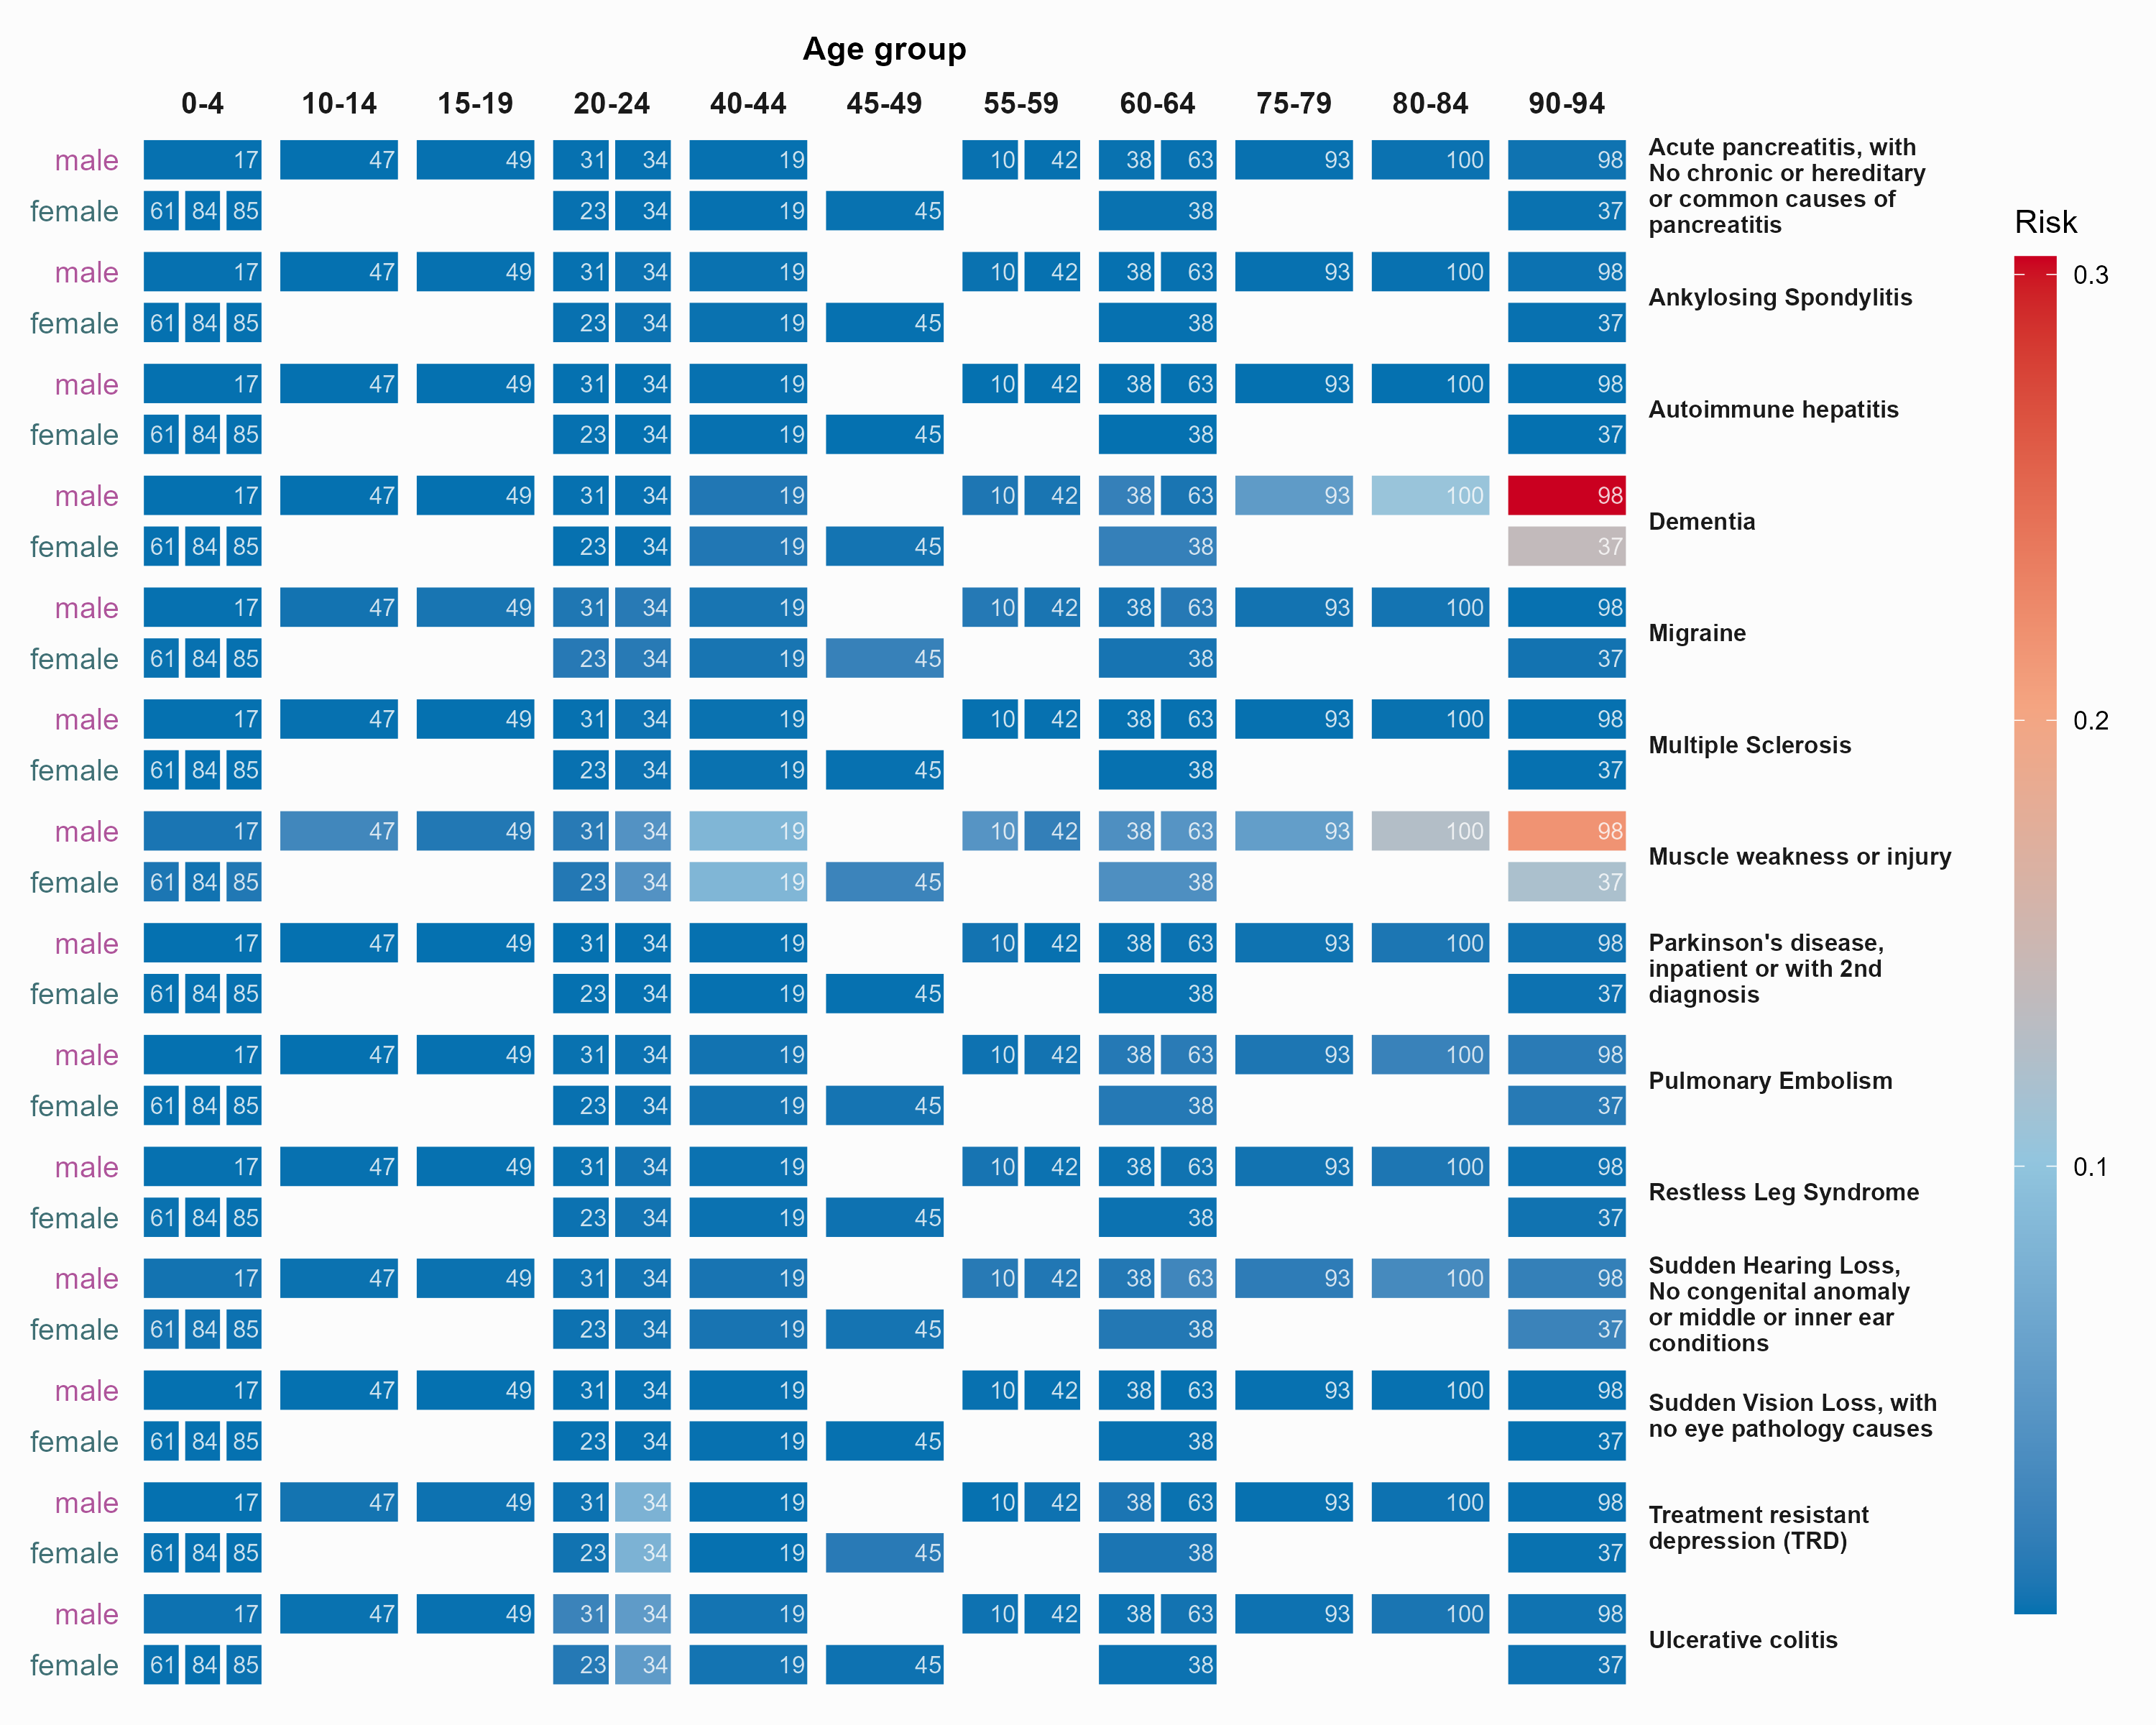 Age group
0-4 10-14 15-19 20-24 40-44 45-49 55-59 60-64 75-79 80-84 90-94
male 17 47 49 31 34 19 10 42 38 63 93 100 98
female 61 84 85 23 34 19 45 38 37
Acute pancreatitis, with
No chronic or hereditary
or common causes of
pancreatitis
male 17 47 49 31 34 19 10 42 38 63 93 100 98
female 61 84 85 23 34 19 45 38 37
Ankylosing Spondylitis
male 17 47 49 31 34 19 10 42 38 63 93 100 98
female 61 84 85 23 34 19 45 38 37
Autoimmune hepatitis
male 17 47 49 31 34 19 10 42 38 63 93 100 98
female 61 84 85 23 34 19 45 38 37
Dementia
male 17 47 49 31 34 19 10 42 38 63 93 100 98
female 61 84 85 23 34 19 45 38 37
Migraine
male 17 47 49 31 34 19 10 42 38 63 93 100 98
female 61 84 85 23 34 19 45 38 37
Multiple Sclerosis
male 17 47 49 31 34 19 10 42 38 63 93 100 98
female 61 84 85 23 34 19 45 38 37
Muscle weakness or injury
male 17 47 49 31 34 19 10 42 38 63 93 100 98
female 61 84 85 23 34 19 45 38 37
Parkinson's disease,
inpatient or with 2nd
diagnosis
male 17 47 49 31 34 19 10 42 38 63 93 100 98
female 61 84 85 23 34 19 45 38 37
Pulmonary Embolism
male 17 47 49 31 34 19 10 42 38 63 93 100 98
female 61 84 85 23 34 19 45 38 37
Restless Leg Syndrome
male 17 47 49 31 34 19 10 42 38 63 93 100 98
female 61 84 85 23 34 19 45 38 37
Sudden Hearing Loss,
No congenital anomaly
or middle or inner ear
conditions
male 17 47 49 31 34 19 10 42 38 63 93 100 98
female 61 84 85 23 34 19 45 38 37
Sudden Vision Loss, with
no eye pathology causes
male 17 47 49 31 34 19 10 42 38 63 93 100 98
female 61 84 85 23 34 19 45 38 37
Treatment resistant
depression (TRD)
male 17 47 49 31 34 19 10 42 38 63 93 100 98
female 61 84 85 23 34 19 45 38 37
Ulcerative colitis
Risk
0.3
0.2
0.1